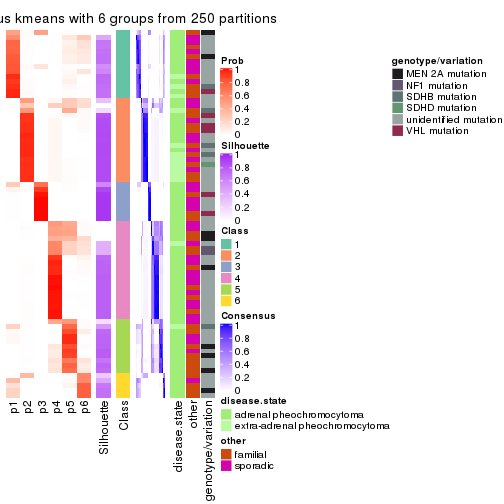 us kmeans with 6 groups from 250 partitions
Prob
1
0.8
0.6
0.4
0.2
0
Silhouette
1
0.8
0.6
0.4
0.2
0
Class
1
2
3
4
5
6
Consensus
1
0.8
0.6
0.4
0.2
0
disease.state
adrenal pheochromocytoma
extra-adrenal pheochromocytoma
other
familial
sporadic
genotype/variation
MEN 2A mutation
NF1 mutation
SDHB mutation
SDHD mutation
unidentified mutation
VHL mutation
p1
p2
p3
p4
p5
p6
Silhouette
Class
disease.state
other
genotype/variation